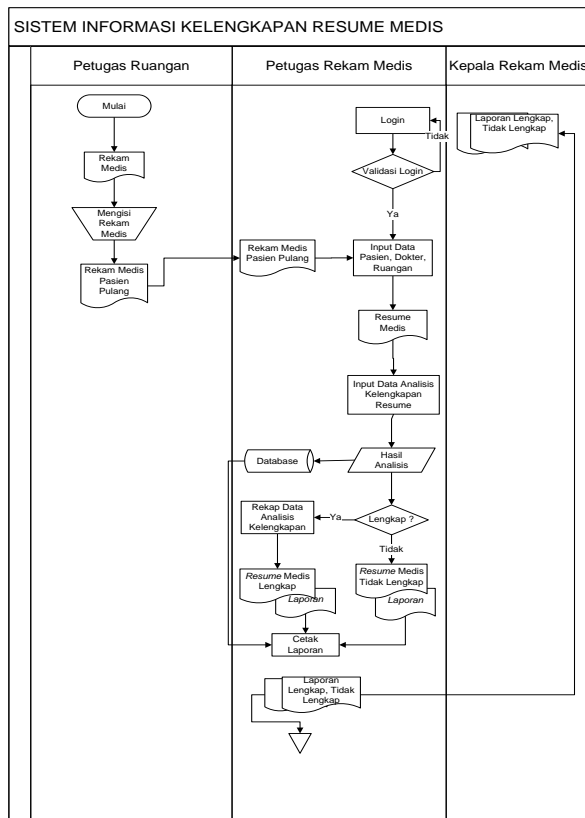 SISTEM INFORMASI KELENGKAPAN RESUME MEDIS
Petugas Ruangan
Petugas Rekam Medis
Kepala Rekam Medis
Mulai
Rekam
Medis
Mengisi
Rekam
Medis
Rekam Medis
Pasien
Pulang
Login
Tidak
Validasi Login
Ya
Rekam Medis
Pasien Pulang
Input Data
Pasien, Dokter,
Ruangan
Resume
Medis
Input Data Analisis
Kelengkapan
Resume
Database
Hasil
Analisis
Rekap Data
Analisis
Kelengkapan
Ya
Lengkap ?
Tidak
Resume Medis
Lengkap
Laporan
Resume Medis
Tidak Lengkap
Laporan
Cetak
Laporan
Laporan
Lengkap, Tidak
Lengkap
Laporan Lengkap,
Tidak Lengkap